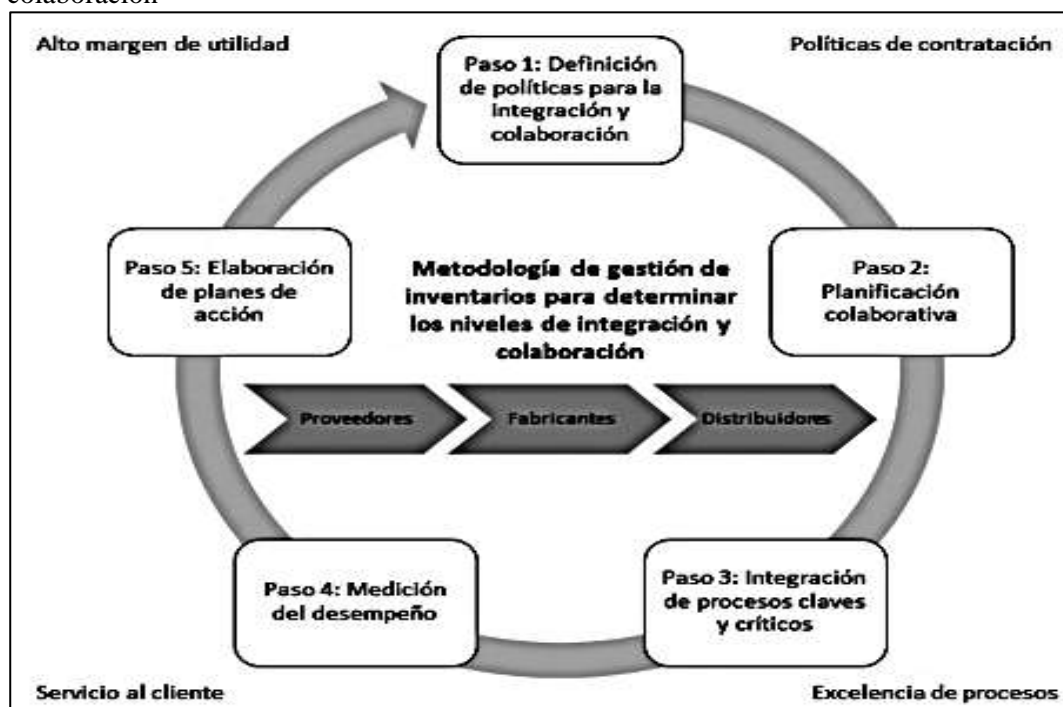 colaboración
Alto margen de utilidad
Políticas de contratación
Paso 1: Definición
de políticas para la
integración y
colaboración
Paso 5: Elaboración
de planes de
acción
Metodología de gestión de
inventarios para determinar
los niveles de integración y
colaboración
Paso 2:
Planificación
colaborativa
Proveedores
Fabricantes
Distribuidores
Paso 4: Medición
del desempeño
Paso 3: Integración
de procesos claves
y críticos
Servicio al cliente
Excelencia de procesos